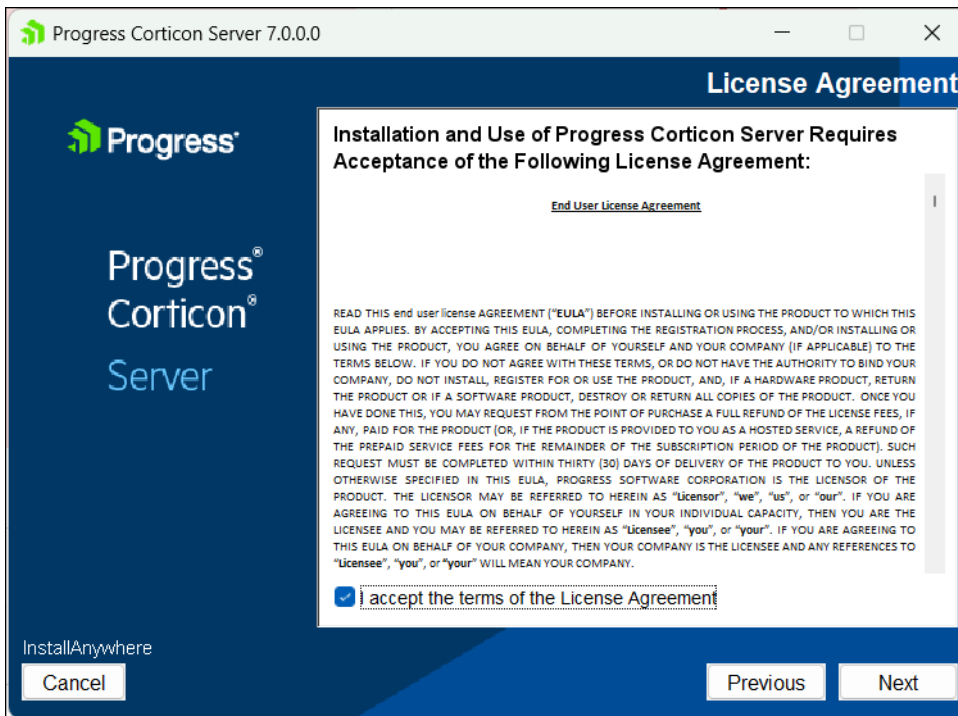 Progress Corticon Server 7.0.0.0
License Agreement
Progress
Progress®
Corticon®
Server
Installation and Use of Progress Corticon Server Requires
Acceptance of the Following License Agreement:
End User License Agreement
READ THIS end user license AGREEMENT (“EULA”) BEFORE INSTALLING OR USING THE PRODUCT TO WHICH THIS
EULA APPLIES. BY ACCEPTING THIS EULA, COMPLETING THE REGISTRATION PROCESS, AND/OR INSTALLING OR
USING THE PRODUCT, YOU AGREE ON BEHALF OF YOURSELF AND YOUR COMPANY (IF APPLICABLE) TO THE
TERMS BELOW. IF YOU DO NOT AGREE WITH THESE TERMS, OR DO NOT HAVE THE AUTHORITY TO BIND YOUR
COMPANY, DO NOT INSTALL, REGISTER FOR OR USE THE PRODUCT, AND, IF A HARDWARE PRODUCT, RETURN
THE PRODUCT OR IF A SOFTWARE PRODUCT, DESTROY OR RETURN ALL COPIES OF THE PRODUCT. ONCE YOU
HAVE DONE THIS, YOU MAY REQUEST FROM THE POINT OF PURCHASE A FULL REFUND OF THE LICENSE FEES, IF
ANY, PAID FOR THE PRODUCT (OR, IF THE PRODUCT IS PROVIDED TO YOU AS A HOSTED SERVICE, A REFUND OF
THE PREPAID SERVICE FEES FOR THE REMAINDER OF THE SUBSCRIPTION PERIOD OF THE PRODUCT). SUCH
REQUEST MUST BE COMPLETED WITHIN THIRTY (30) DAYS OF DELIVERY OF THE PRODUCT TO YOU. UNLESS
OTHERWISE SPECIFIED IN THIS EULA, PROGRESS SOFTWARE CORPORATION IS THE LICENSOR OF THE
PRODUCT. THE LICENSOR MAY BE REFERRED TO HEREIN AS “Licensor”, “we”, “us”, or “our”. IF YOU ARE
AGREEING TO THIS EULA ON BEHALF OF YOURSELF IN YOUR INDIVIDUAL CAPACITY, THEN YOU ARE THE
LICENSEE AND YOU MAY BE REFERRED TO HEREIN AS “Licensee”, “you”, or “your”. IF YOU ARE AGREEING TO
THIS EULA ON BEHALF OF YOUR COMPANY, THEN YOUR COMPANY IS THE LICENSEE AND ANY REFERENCES TO
“Licensee”, “you”, or “your” WILL MEAN YOUR COMPANY.
I accept the terms of the License Agreement
InstallAnywhere
Cancel
Previous
Next